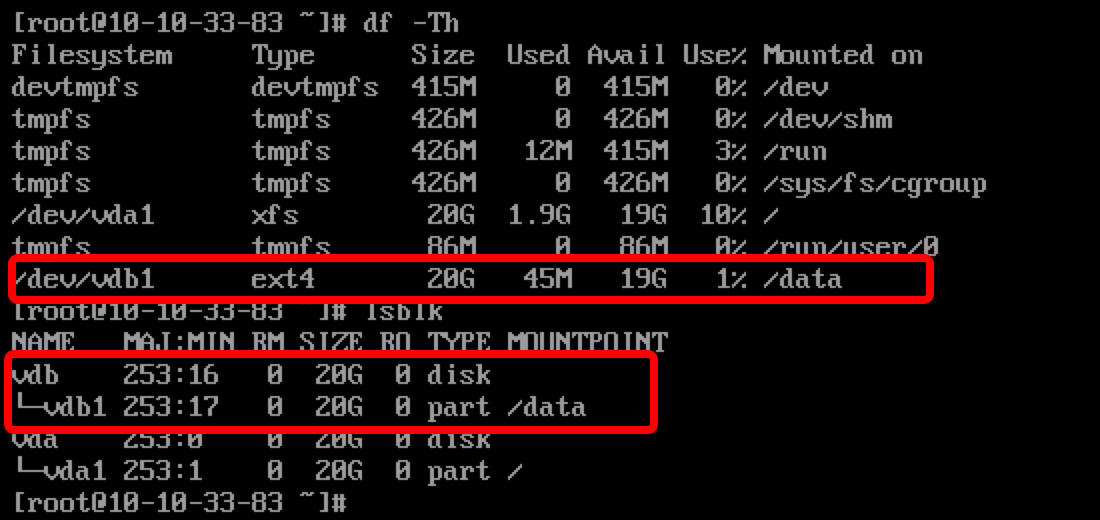 [root@10-10-33-83 ~]# df -Th
Filesystem     Type      Size  Used Avail Use% Mounted on
devtmpfs       devtmpfs  415M     0  415M   0% /dev
tmpfs          tmpfs     426M     0  426M   0% /dev/shm
tmpfs          tmpfs     426M   12M  415M   3% /run
tmpfs          tmpfs     426M     0  426M   0% /sys/fs/cgroup
/dev/vda1      xfs        20G  1.9G   19G  10% /
tmpfs          tmpfs      86M     0   86M   0% /run/user/0
/dev/vdb1      ext4       20G   45M   19G   1% /data
[root@10-10-33-83 ~]# lsblk
NAME   MAJ:MIN RM SIZE RO TYPE MOUNTPOINT
vdb    253:16   0  20G  0 disk
└─vdb1 253:17   0  20G  0 part /data
vda    253:0    0  20G  0 disk
└─vda1 253:1    0  20G  0 part /
[root@10-10-33-83 ~]#